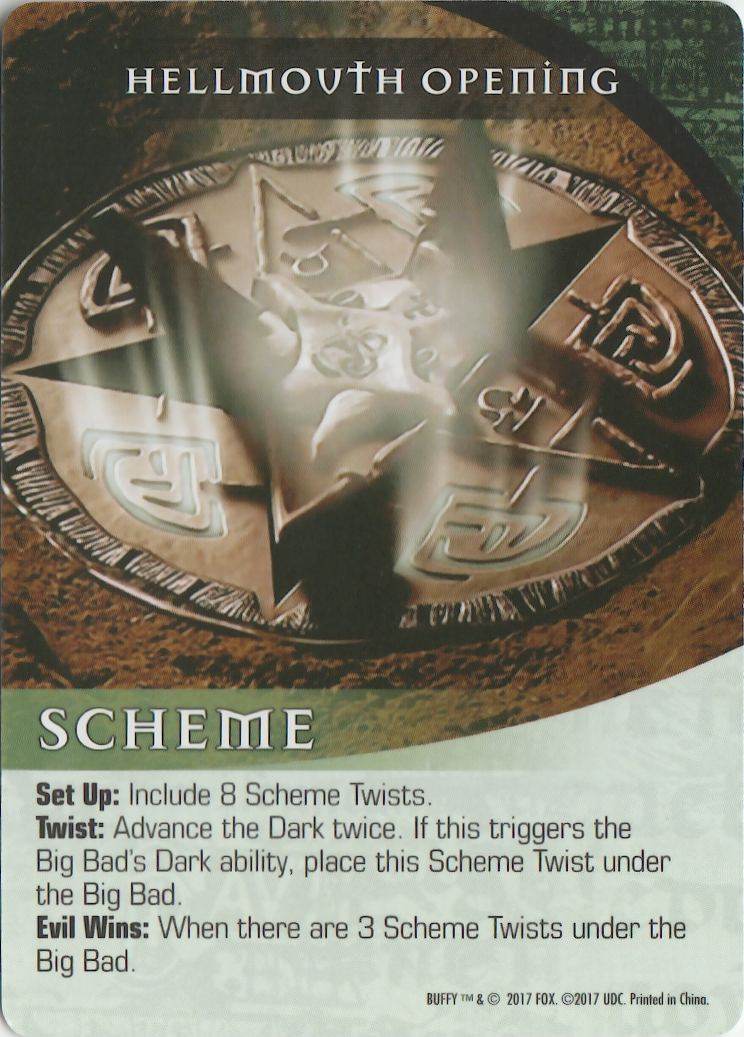 HELLMOUTH OPENING
SCHEME
Set Up: Include 8 Scheme Twists.
Twist: Advance the Dark twice. If this triggers the
Big Bad's Dark ability, place this Scheme Twist under
the Big Bad.
Evil Wins: When there are 3 Scheme Twists under the
Big Bad.
BUFFY ™ & © 2017 FOX. ©2017 UDC. Printed in China.